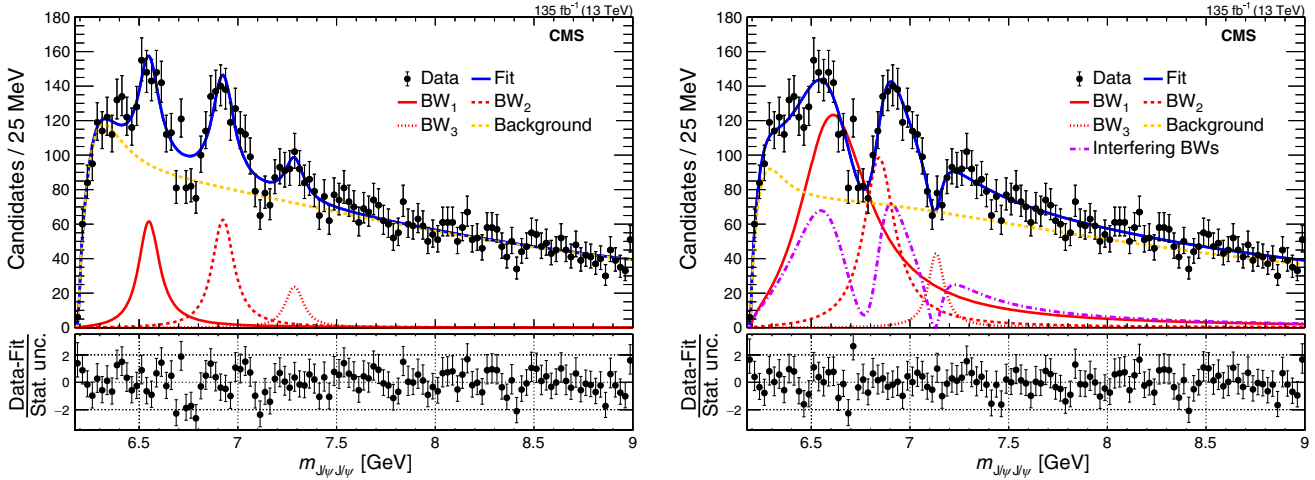 135 fb⁻¹ (13 TeV)
CMS
Candidates / 25 MeV
180
160
140
120
100
80
60
40
20
0
Data
Fit
BW₁
BW₂
BW₃
Background
Data-Fit
Stat. unc.
2
0
−2
6.5 7 7.5 8 8.5 9
m_J/ψJ/ψ [GeV]
135 fb⁻¹ (13 TeV)
CMS
Candidates / 25 MeV
180
160
140
120
100
80
60
40
20
0
Data
Fit
BW₁
BW₂
BW₃
Background
Interfering BWs
Data-Fit
Stat. unc.
2
0
−2
6.5 7 7.5 8 8.5 9
m_J/ψJ/ψ [GeV]